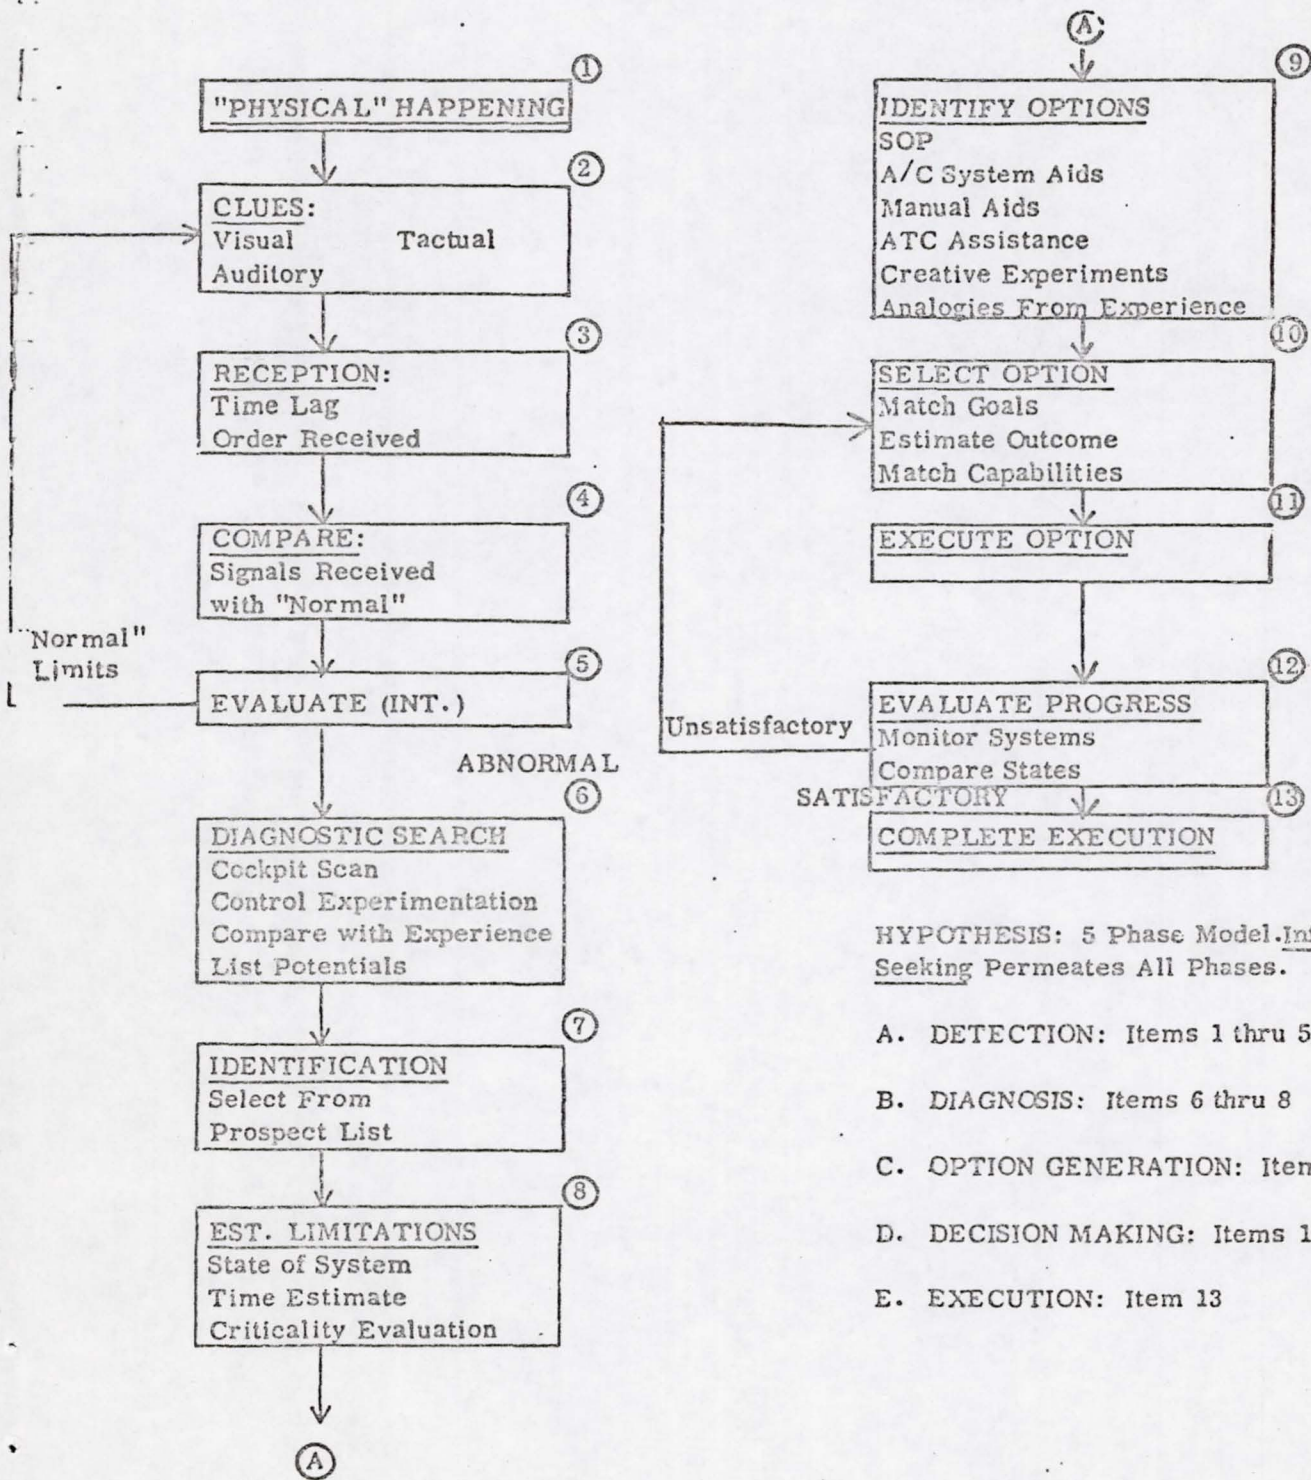 ①
"PHYSICAL" HAPPENING
②
CLUES:
Visual Tactual
Auditory
③
RECEPTION:
Time Lag
Order Received
④
COMPARE:
Signals Received
with "Normal"
"Normal"
Limits
⑤
EVALUATE (INT.)
ABNORMAL
⑥
DIAGNOSTIC SEARCH
Cockpit Scan
Control Experimentation
Compare with Experience
List Potentials
⑦
IDENTIFICATION
Select From
Prospect List
⑧
EST. LIMITATIONS
State of System
Time Estimate
Criticality Evaluation
A
A
⑨
IDENTIFY OPTIONS
SOP
A/C System Aids
Manual Aids
ATC Assistance
Creative Experiments
Analogies From Experience
⑩
SELECT OPTION
Match Goals
Estimate Outcome
Match Capabilities
⑪
EXECUTE OPTION
⑫
EVALUATE PROGRESS
Monitor Systems
Compare States
Unsatisfactory
SATISFACTORY
⑬
COMPLETE EXECUTION
HYPOTHESIS: 5 Phase Model.
Seeking Permeates All Phases.
A. DETECTION: Items 1 thru 5
B. DIAGNOSIS: Items 6 thru 8
C. OPTION GENERATION:
D. DECISION MAKING: Items
E. EXECUTION: Item 13